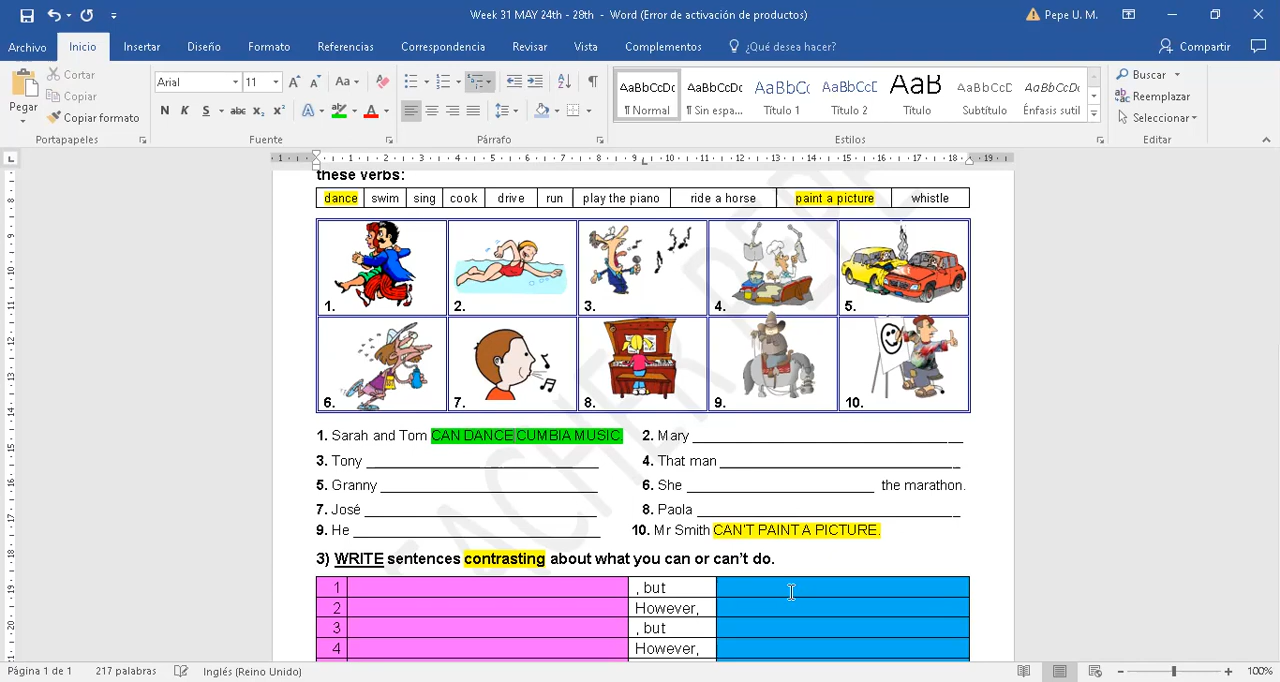 Week 31 MAY 24th - 28th - Word (Error de activación de productos)
Pepe U. M.
Archivo Inicio Insertar Diseño Formato Referencias Correspondencia Revisar Vista Complementos ¿Qué desea hacer? Compartir
Pegar
Cortar
Copiar
Copiar formato
Portapapeles
Arial 11
Fuente
Párrafo
AaBbCcDc AaBbCcDc AaBbCc AaBbCcC AaB AaBbCcD AaBbCcDc
¶ Normal ¶ Sin espa... Título 1 Título 2 Título Subtítulo Énfasis sutil
Estilos
Buscar
Reemplazar
Seleccionar
Editar
these verbs:
dance swim sing cook drive run play the piano ride a horse paint a picture whistle
1. 2. 3. 4. 5.
6. 7. 8. 9. 10.
1. Sarah and Tom CAN DANCE CUMBIA MUSIC. 2. Mary
3. Tony 4. That man
5. Granny 6. She the marathon.
7. José 8. Paola
9. He 10. Mr Smith CAN'T PAINT A PICTURE.
3) WRITE sentences contrasting about what you can or can't do.
1 , but
2 However,
3 , but
4 However,
TEACHER PEPE
Página 1 de 1 217 palabras Inglés (Reino Unido) 100%